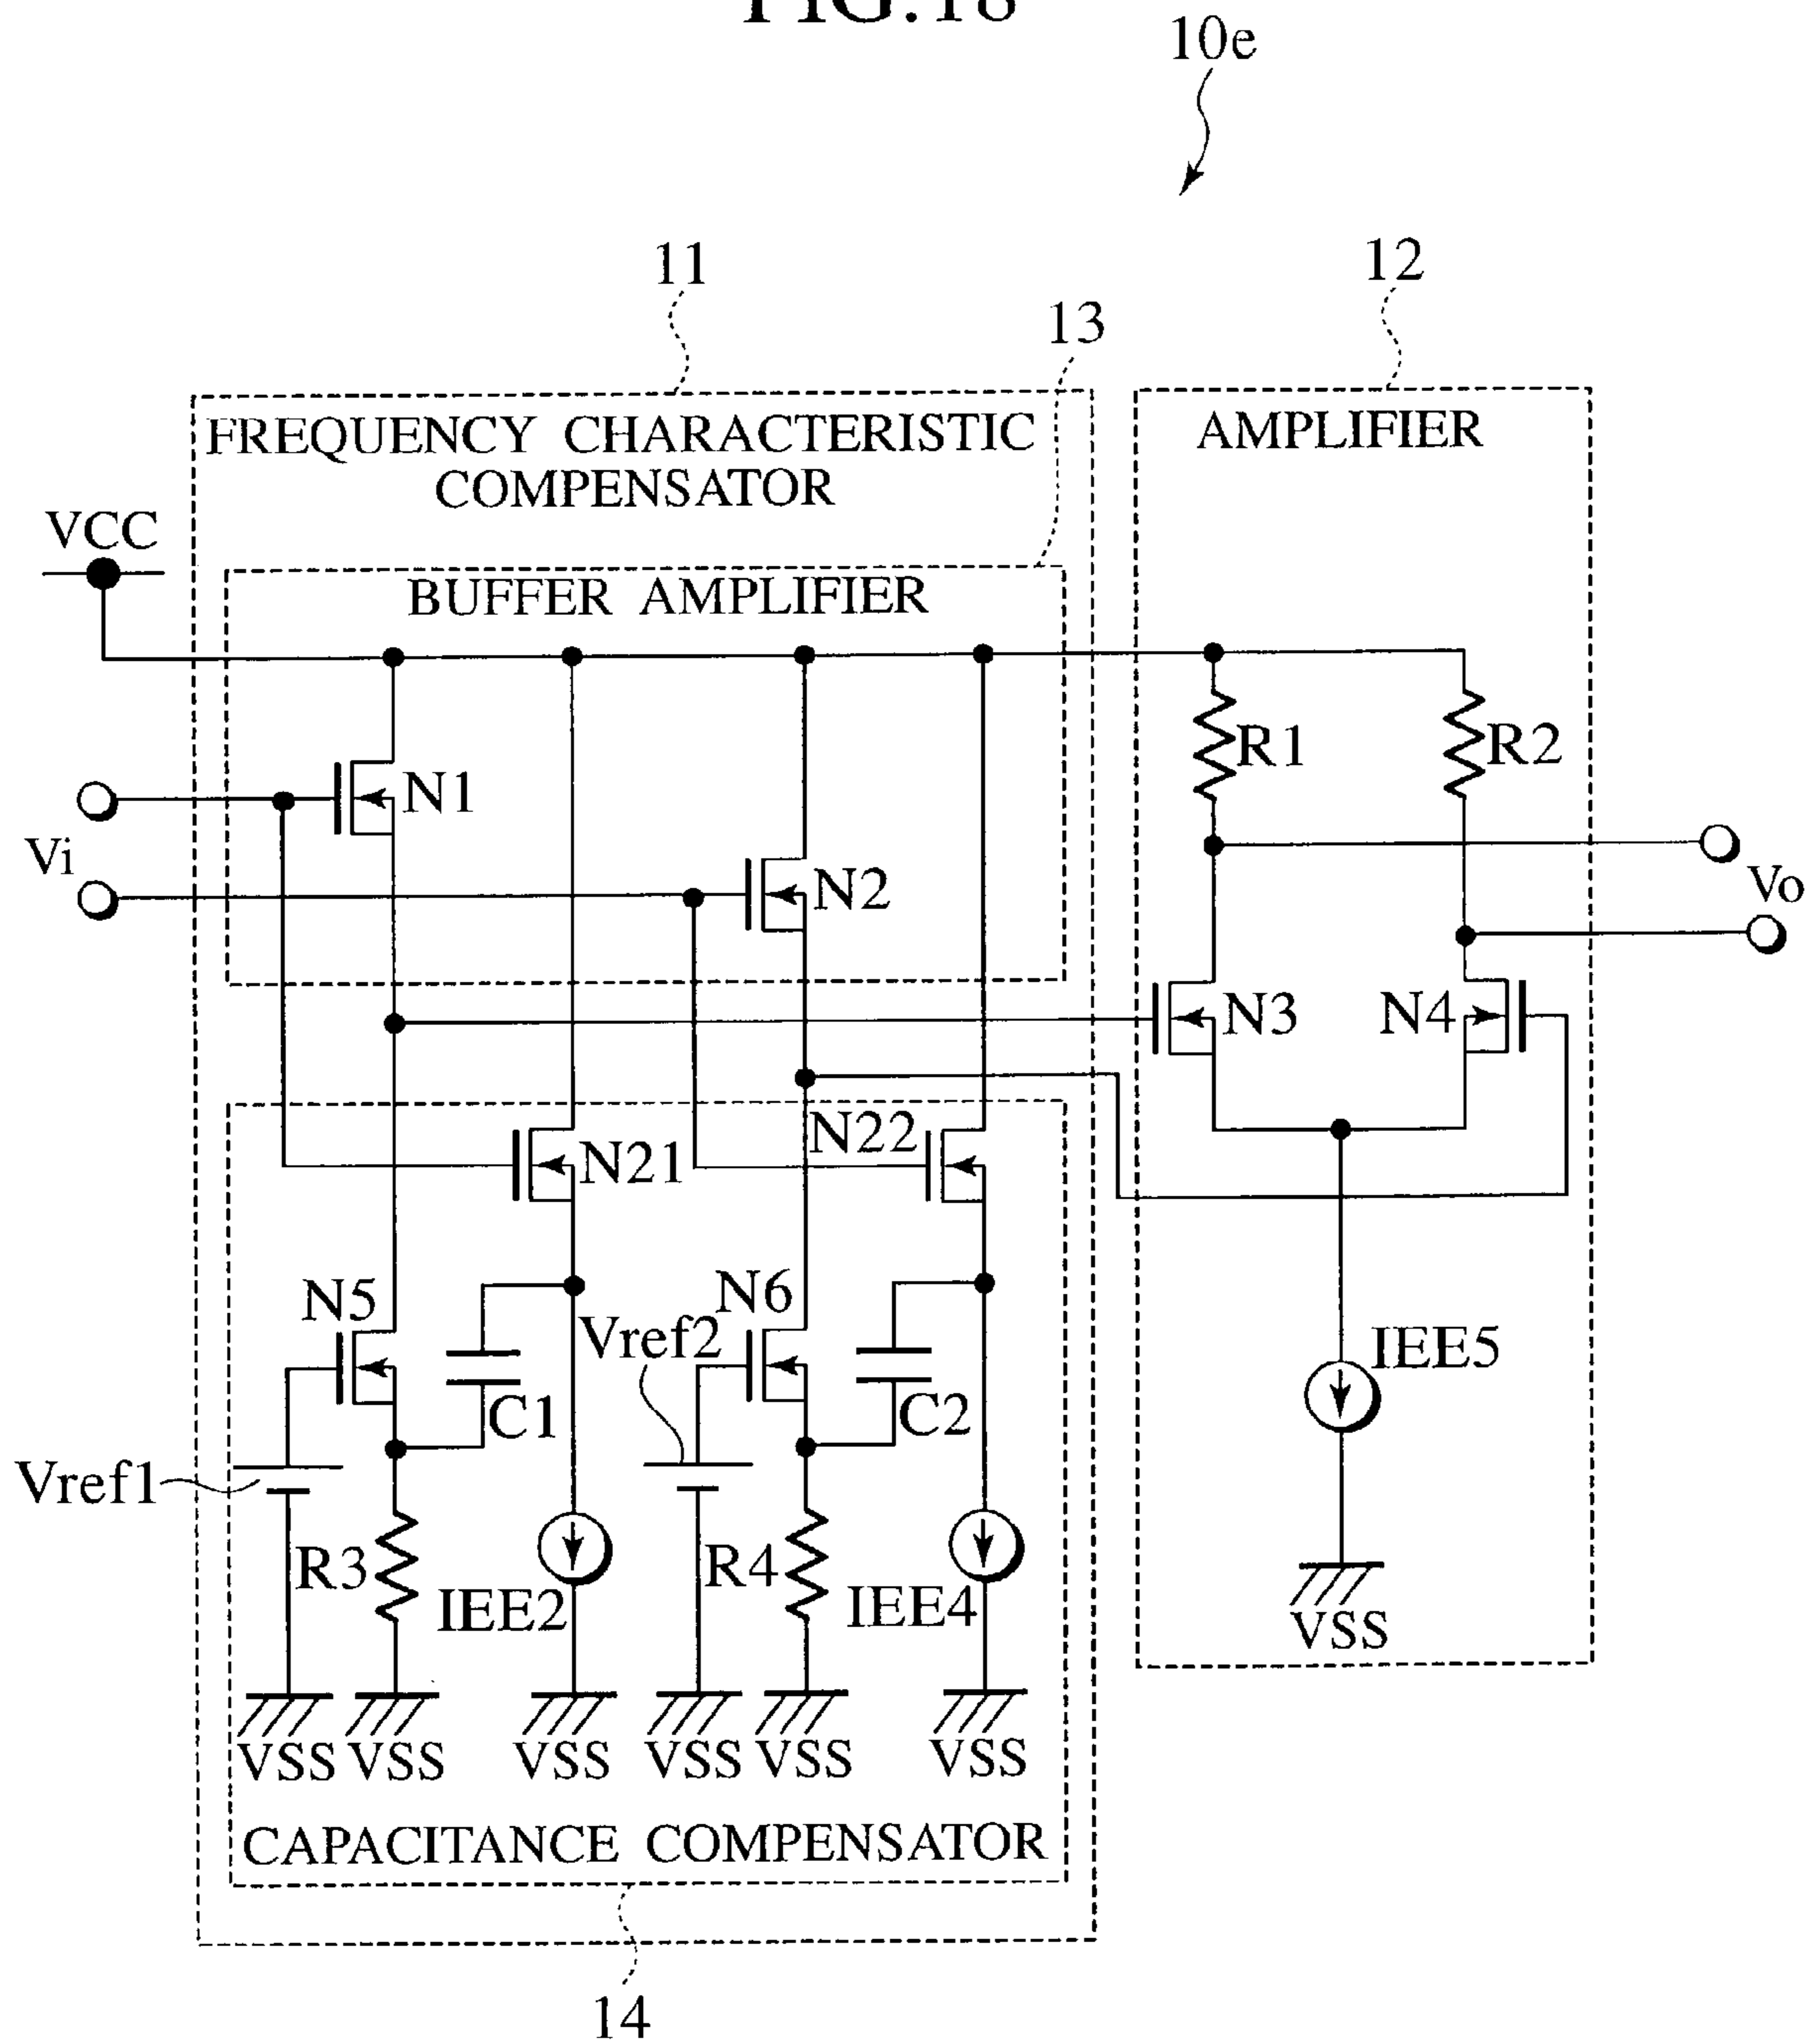 FIG.18
10e
11
12
13
FREQUENCY CHARACTERISTIC
COMPENSATOR
AMPLIFIER
VCC
BUFFER AMPLIFIER
R1
R2
N1
Vi
N2
Vo
N3
N4
N21
N22
N5
Vref2
N6
IEE5
C1
C2
Vref1
R3
IEE2
R4
IEE4
VSS
VSS
VSS
VSS
VSS
VSS
VSS
CAPACITANCE COMPENSATOR
14